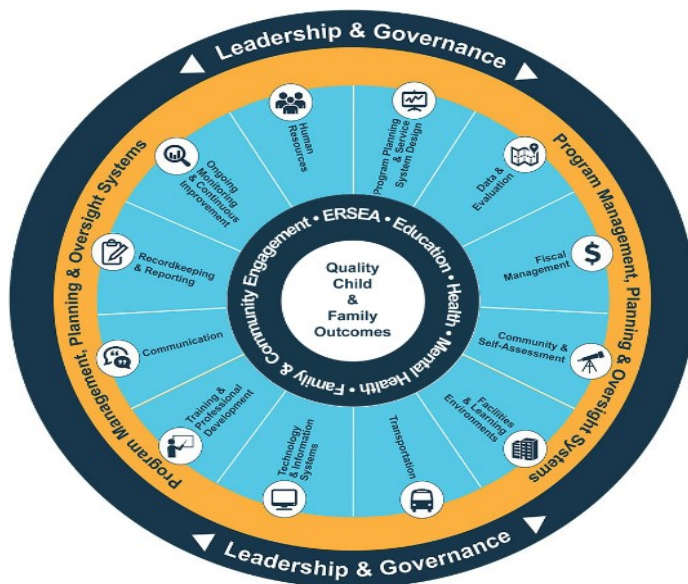 Leadership & Governance
Program Management, Planning & Oversight Systems
Program Management, Planning & Oversight Systems
Human
Resources
Program Planning
& Service
System Design
Data &
Evaluation
Fiscal
Management
Community &
Self-Assessment
Facilities
& Learning
Environments
Transportation
Technology
& Information
Systems
Training &
Professional
Development
Communication
Recordkeeping
& Reporting
Ongoing
Monitoring
& Continuous
Improvement
Family & Community Engagement • ERSEA • Education • Health • Mental Health •
Quality
Child
&
Family
Outcomes
$
Leadership & Governance